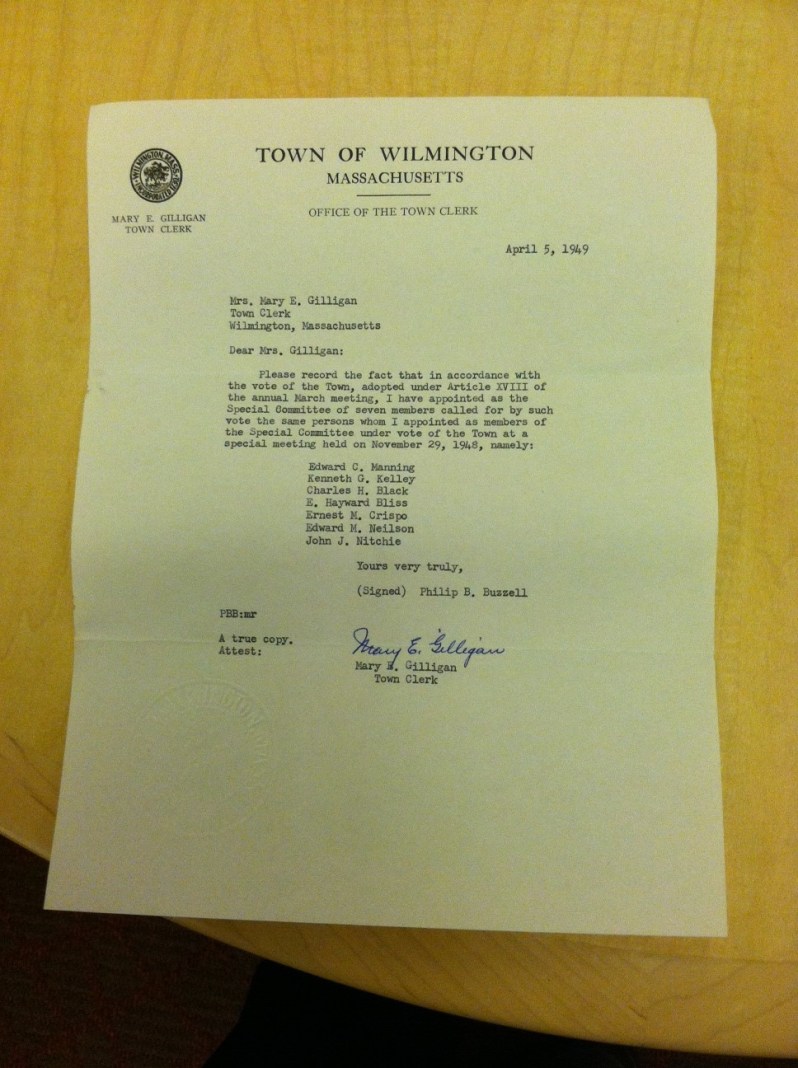 TOWN OF WILMINGTON
MASSACHUSETTS
OFFICE OF THE TOWN CLERK
WILMINGTON, MASS.
INCORPORATED 1730
MARY E. GILLIGAN
TOWN CLERK
April 5, 1949
Mrs. Mary E. Gilligan
Town Clerk
Wilmington, Massachusetts
Dear Mrs. Gilligan:
Please record the fact that in accordance with
the vote of the Town, adopted under Article XVIII of
the annual March meeting, I have appointed as the
Special Committee of seven members called for by such
vote the same persons whom I appointed as members of
the Special Committee under vote of the Town at a
special meeting held on November 29, 1948, namely:
Edward C. Manning
Kenneth G. Kelley
Charles H. Black
E. Hayward Bliss
Ernest M. Crispo
Edward M. Neilson
John J. Nitchie
Yours very truly,
(Signed) Philip B. Buzzell
PBB:mr
A true copy.
Attest:
Mary E. Gilligan
Mary E. Gilligan
Town Clerk